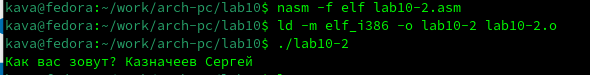 kava@fedora:~/work/arch-pc/lab10$ nasm -f elf lab10-2.asm
kava@fedora:~/work/arch-pc/lab10$ ld -m elf_i386 -o lab10-2 lab10-2.o
kava@fedora:~/work/arch-pc/lab10$ ./lab10-2
Как вас зовут? Казначеев Сергей